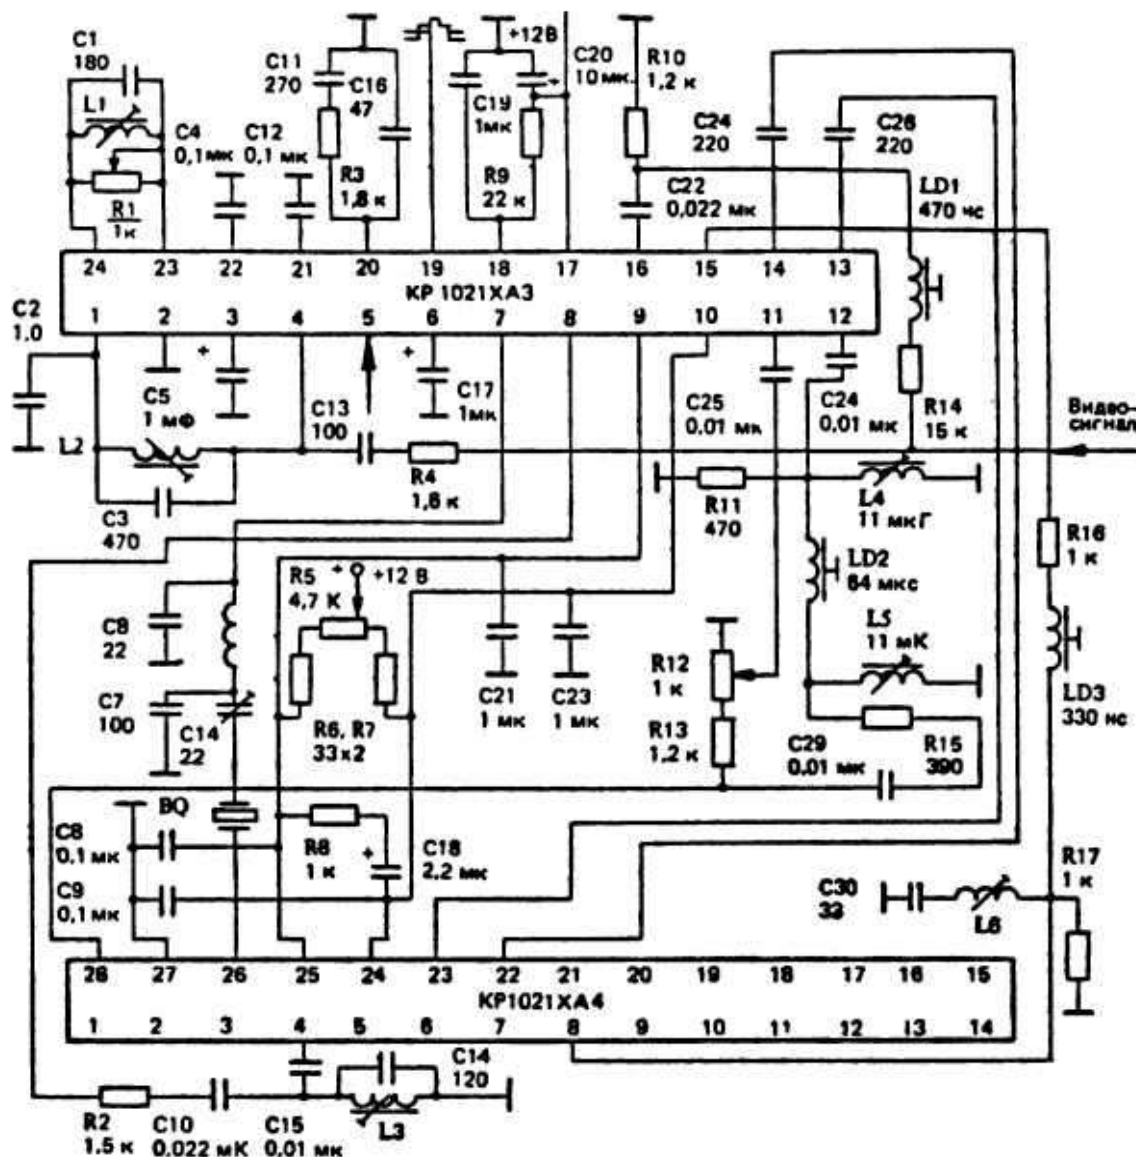 C1
180
L1
C4
0,1мк
R1
1к
C12
0,1 мк
C11
270
C16
47
R3
1,8 к
+12В
C19
1мк
R9
22 к
C20
10 мк
R10
1,2 к
C22
0,022 мк
C24
220
C26
220
LD1
470 нс
24 23 22 21 20 19 18 17 16 15 14 13
КР 1021ХА3
1 2 3 4 5 6 7 8 9 10 11 12
C2
1.0
L2
C5
1 мФ
C3
470
C13
100
R4
1,8 к
C17
1мк
C25
0,01 мк
C24
0,01 мк
R14
15 к
Видео-
сигнал
R11
470
L4
11 мкГ
R16
1 к
LD2
64 мкс
L5
11 мК
LD3
330 нс
R5
4,7 К
+
+12 В
C8
22
C7
100
C14
22
R6, R7
33x2
C21
1 мк
C23
1 мк
R12
1 к
R13
1,2к
C29
0,01 мк
R15
390
BQ
C8
0,1 мк
C9
0,1мк
R8
1 к
+
C18
2,2 мк
C30
33
L6
R17
1 к
28 27 26 25 24 23 22 21 20 19 18 17 16 15
КР1021ХА4
1 2 3 4 5 6 7 8 9 10 11 12 13 14
R2
1.5 к
C10
0,022 мК
C15
0,01 мк
C14
120
L3